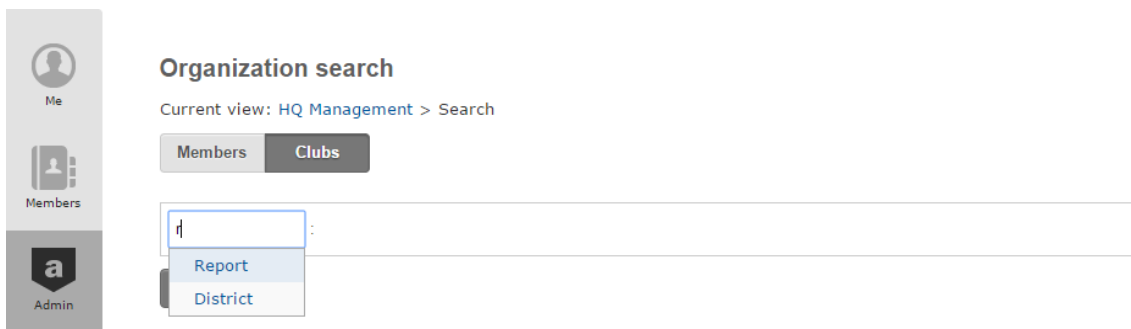 Organization search
Me
Current view: HQ Management > Search
Members Clubs
Members
r :
Report
a
District
Admin